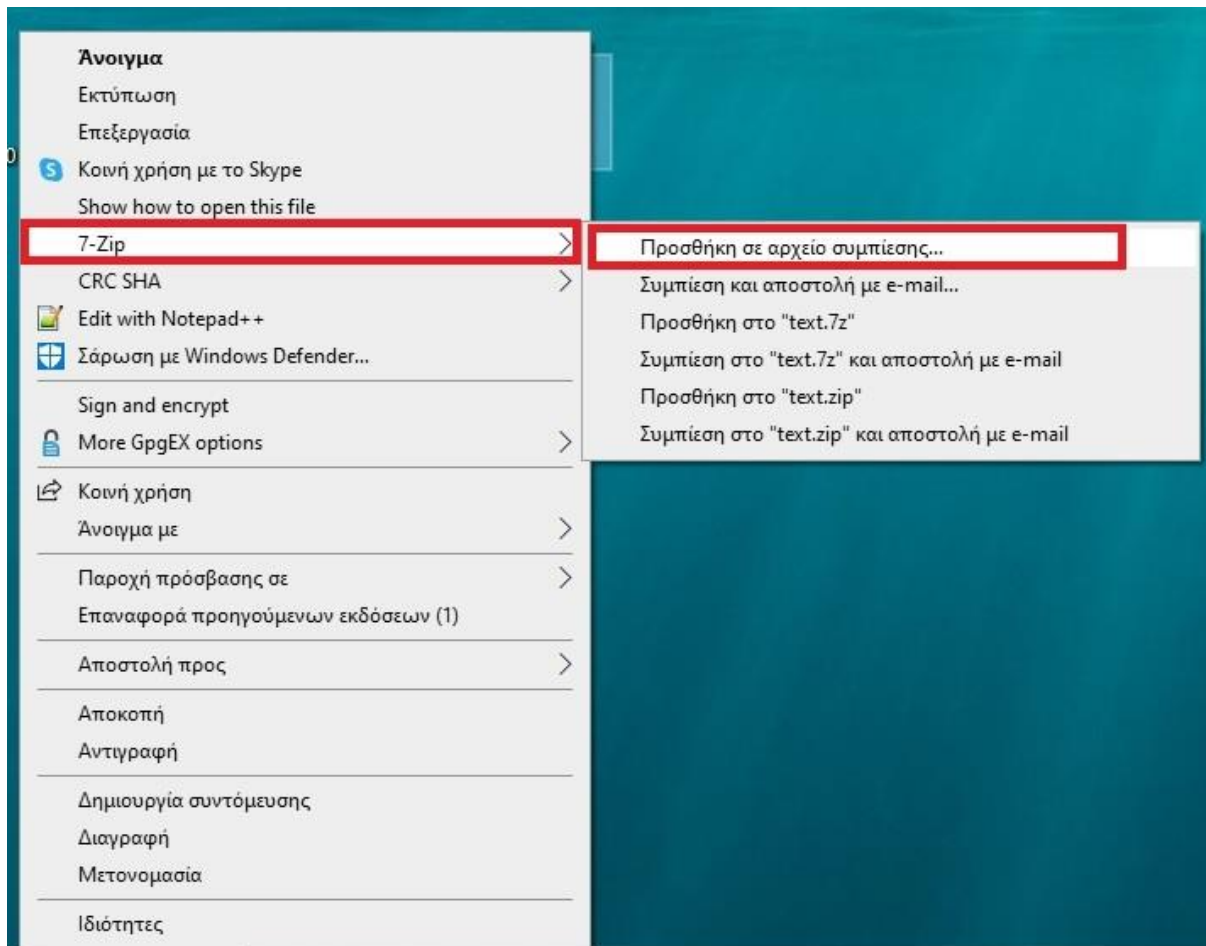 Άνοιγμα
Εκτύπωση
Επεξεργασία
0
Κοινή χρήση με το Skype
Show how to open this file
7-Zip
CRC SHA
Edit with Notepad++
Σάρωση με Windows Defender...
Sign and encrypt
More GpgEX options
Κοινή χρήση
Άνοιγμα με
Παροχή πρόσβασης σε
Επαναφορά προηγούμενων εκδόσεων (1)
Αποστολή προς
Αποκοπή
Αντιγραφή
Δημιουργία συντόμευσης
Διαγραφή
Μετονομασία
Ιδιότητες
Προσθήκη σε αρχείο συμπίεσης...
Συμπίεση και αποστολή με e-mail...
Προσθήκη στο "text.7z"
Συμπίεση στο "text.7z" και αποστολή με e-mail
Προσθήκη στο "text.zip"
Συμπίεση στο "text.zip" και αποστολή με e-mail